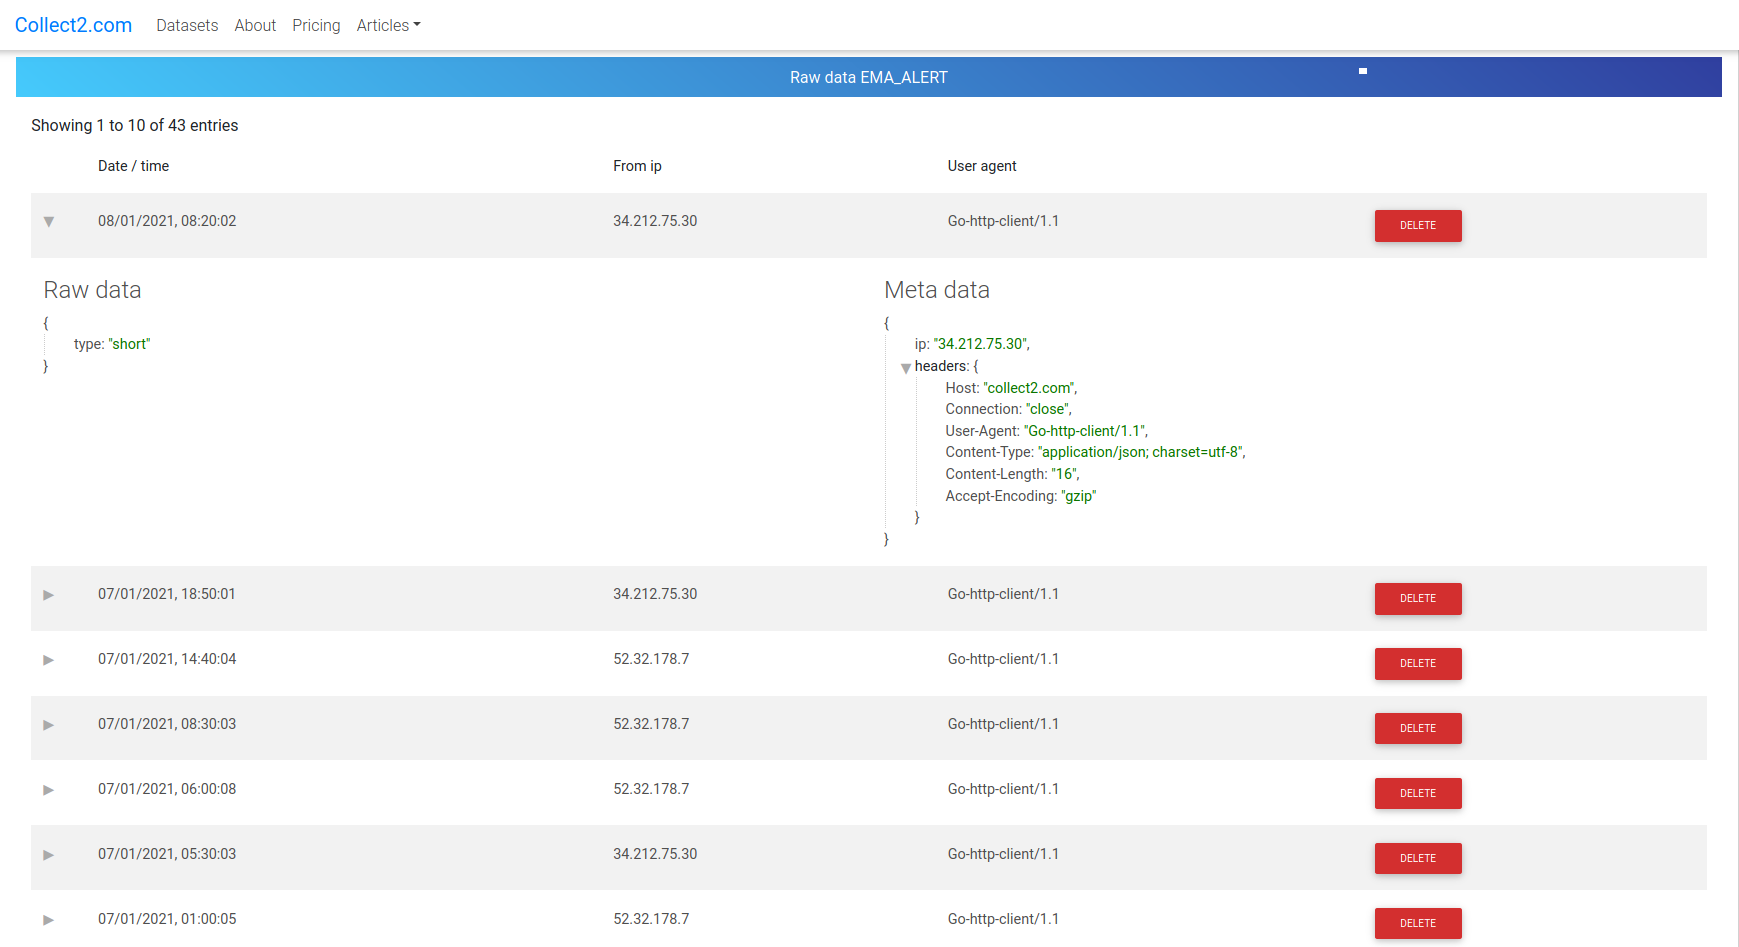 Collect2.com Datasets About Pricing Articles
Raw data EMA_ALERT
Showing 1 to 10 of 43 entries
Date / time From ip User agent
08/01/2021, 08:20:02 34.212.75.30 Go-http-client/1.1 DELETE
Raw data
{
type: "short"
}
Meta data
{
ip: "34.212.75.30",
headers: {
Host: "collect2.com",
Connection: "close",
User-Agent: "Go-http-client/1.1",
Content-Type: "application/json; charset=utf-8",
Content-Length: "16",
Accept-Encoding: "gzip"
}
}
07/01/2021, 18:50:01 34.212.75.30 Go-http-client/1.1 DELETE
07/01/2021, 14:40:04 52.32.178.7 Go-http-client/1.1 DELETE
07/01/2021, 08:30:03 52.32.178.7 Go-http-client/1.1 DELETE
07/01/2021, 06:00:08 52.32.178.7 Go-http-client/1.1 DELETE
07/01/2021, 05:30:03 34.212.75.30 Go-http-client/1.1 DELETE
07/01/2021, 01:00:05 52.32.178.7 Go-http-client/1.1 DELETE